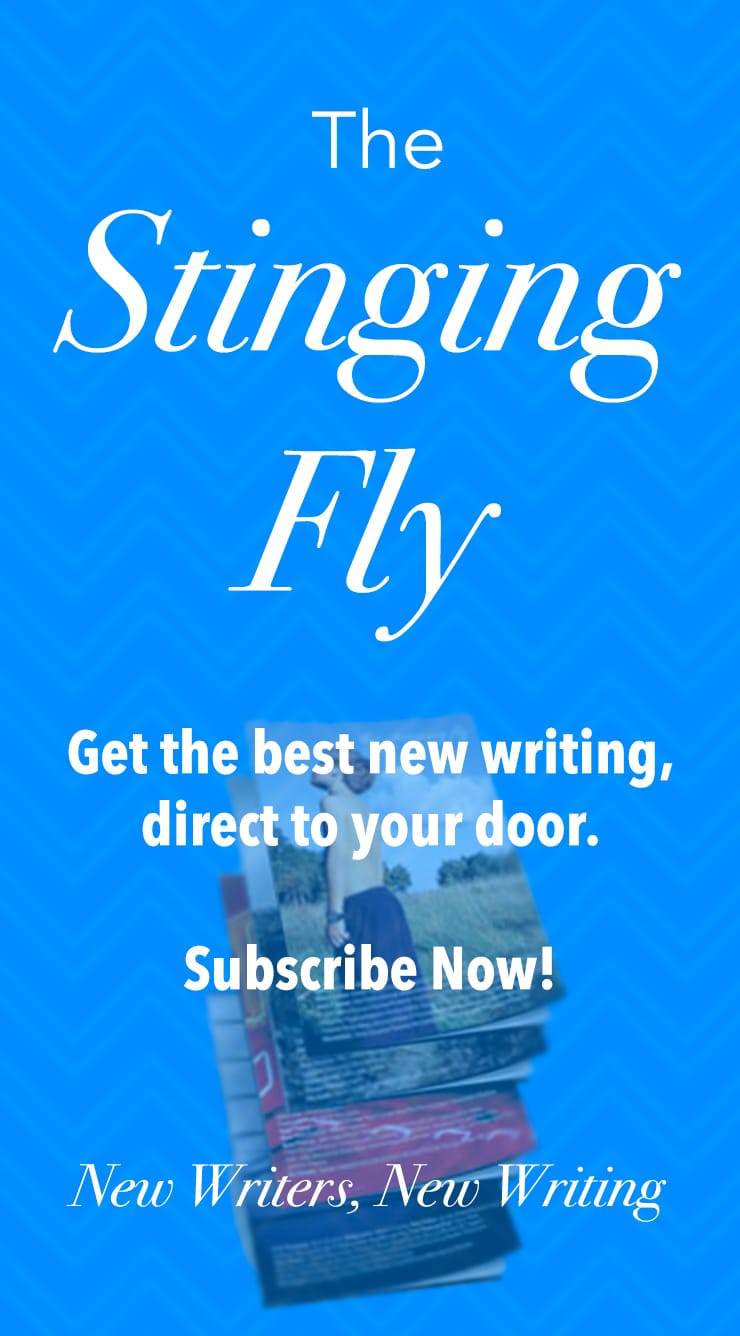 The
Stinging
Fly
Get the best new writing,
direct to your door.
Subscribe Now!
New Writers, New Writing